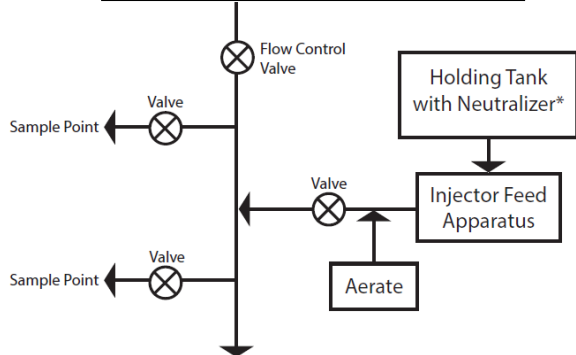 Flow Control
Valve
Holding Tank
with Neutralizer*
Valve
Sample Point
Valve
Injector Feed
Apparatus
Valve
Sample Point
Aerate